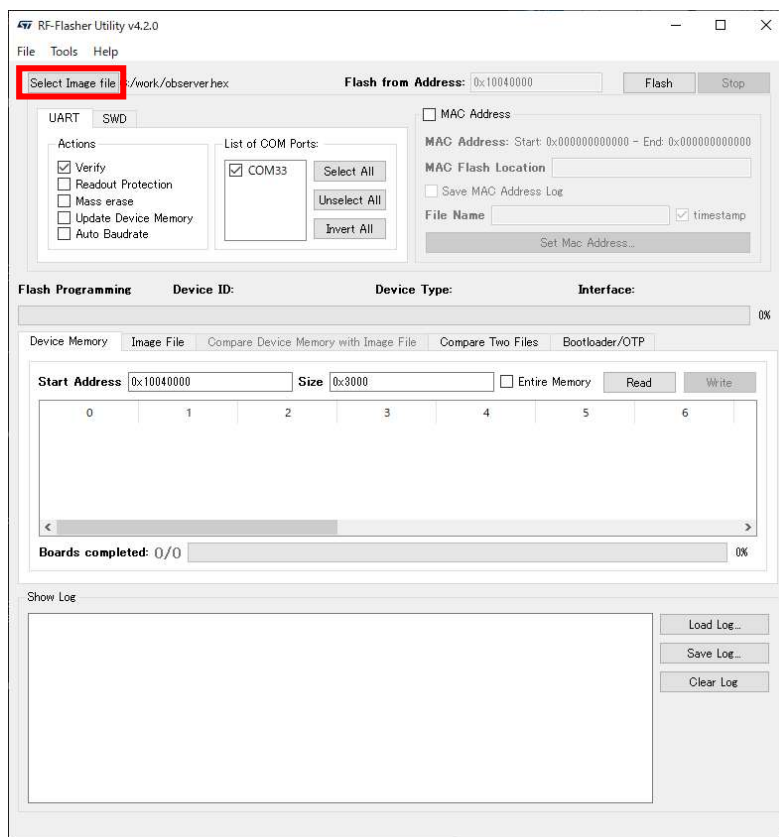 RF-Flasher Utility v4.2.0
File Tools Help
Select Image file :/work/observer.hex Flash from Address: 0x10040000 Flash Stop
UART SWD
Actions
Verify
Readout Protection
Mass erase
Update Device Memory
Auto Baudrate
List of COM Ports:
COM33
Select All
Unselect All
Invert All
MAC Address
MAC Address: Start: 0x000000000000 - End: 0x000000000000
MAC Flash Location
Save MAC Address Log
File Name timestamp
Set Mac Address...
Flash Programming Device ID: Device Type: Interface:
0%
Device Memory Image File Compare Device Memory with Image File Compare Two Files Bootloader/OTP
Start Address 0x10040000 Size 0x3000 Entire Memory Read Write
0 1 2 3 4 5 6
Boards completed: 0/0 0%
Show Log
Load Log...
Save Log...
Clear Log